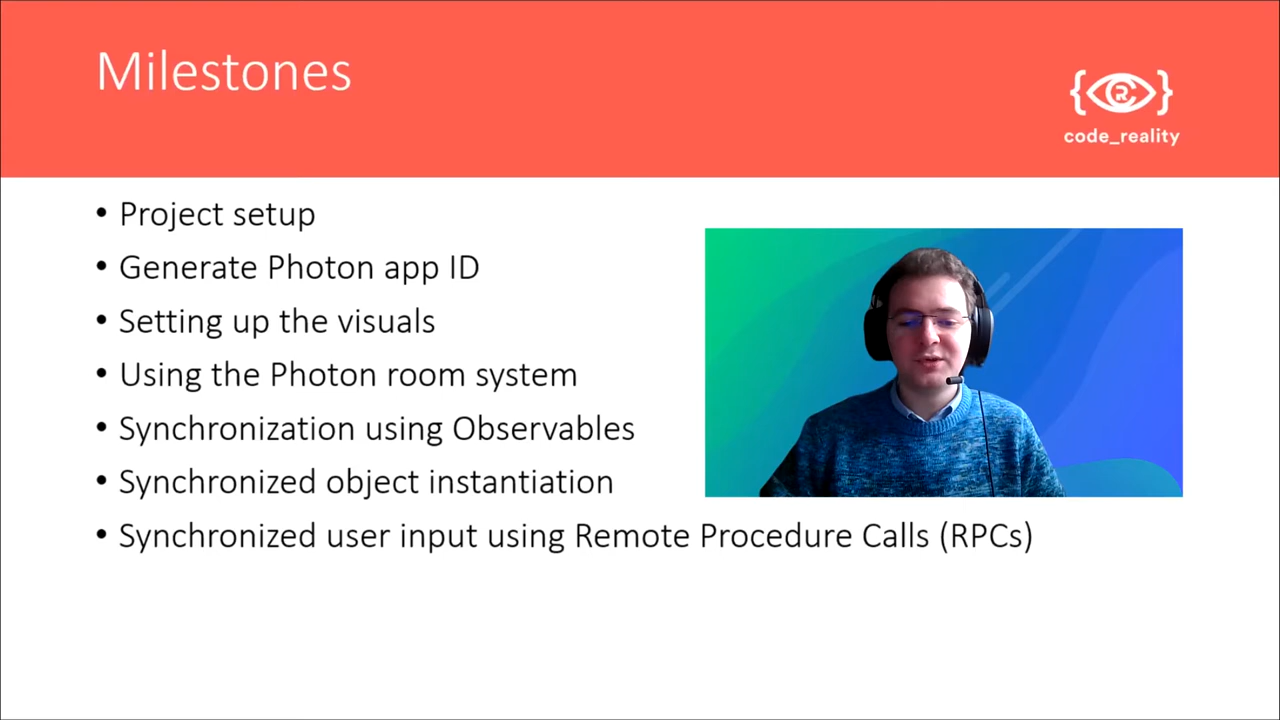 Milestones
{R}
code_reality
• Project setup
• Generate Photon app ID
• Setting up the visuals
• Using the Photon room system
• Synchronization using Observables
• Synchronized object instantiation
• Synchronized user input using Remote Procedure Calls (RPCs)